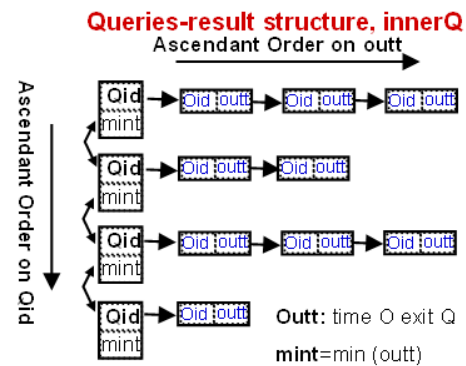 Queries-result structure, innerQ
Ascendant Order on outt
Ascendant Order on Qid
Qid Oid outt Oid outt Oid outt
mint
Qid Oid outt Oid outt
mint
Qid Oid outt Oid outt Oid outt
mint
Qid Oid outt
mint
Outt: time O exit Q
mint=min (outt)